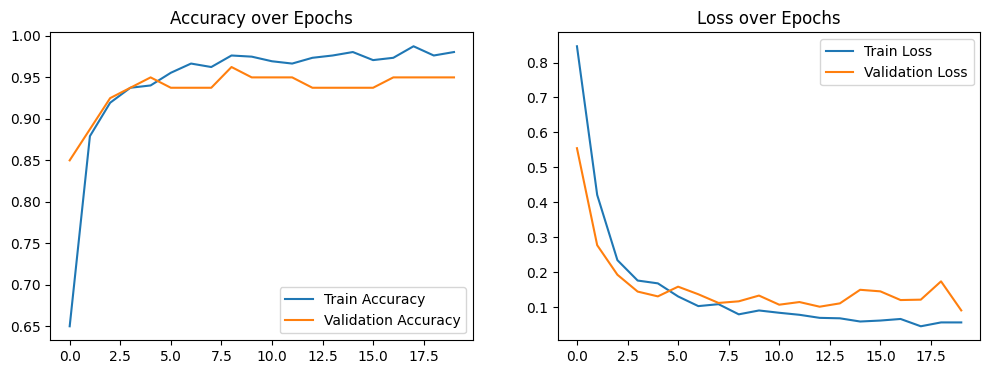 Accuracy over Epochs
1.00
0.95
0.90
0.85
0.80
0.75
0.70
0.65
0.0 2.5 5.0 7.5 10.0 12.5 15.0 17.5
Train Accuracy
Validation Accuracy
Loss over Epochs
0.8
0.7
0.6
0.5
0.4
0.3
0.2
0.1
0.0 2.5 5.0 7.5 10.0 12.5 15.0 17.5
Train Loss
Validation Loss